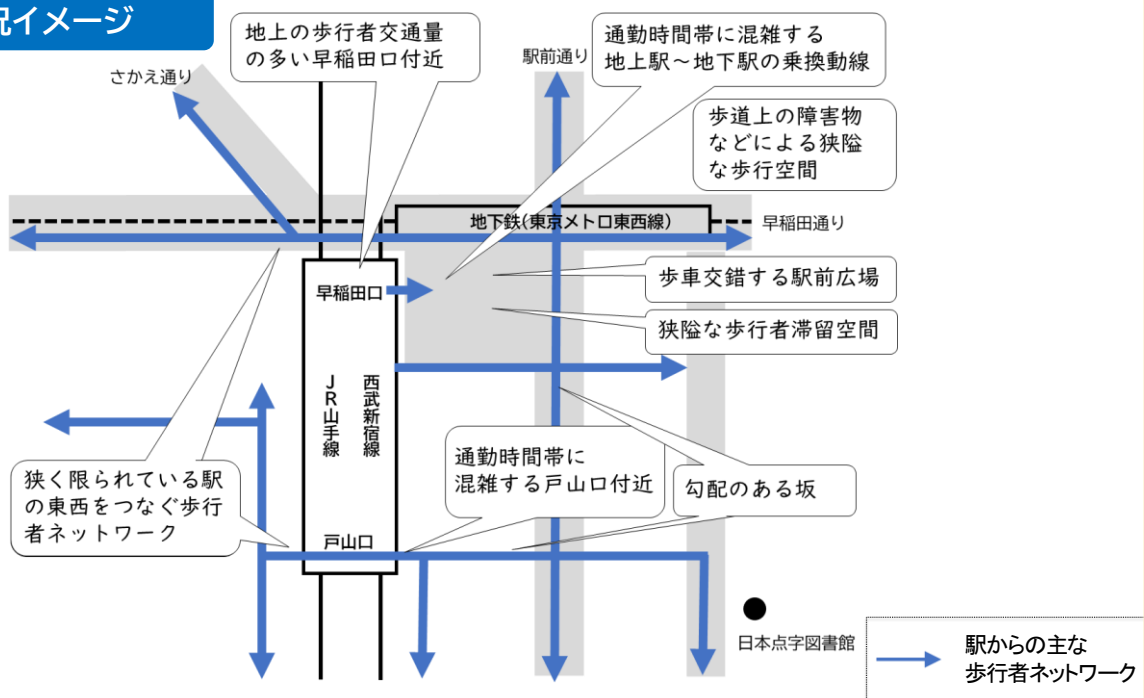 況イメージ
地上の歩行者交通量
の多い早稲田口付近
通勤時間帯に混雑する
地上駅～地下駅の乗換動線
駅前通り
さかえ通り
歩道上の障害物
などによる狭隘
な歩行空間
地下鉄(東京メトロ東西線)
早稲田通り
歩車交錯する駅前広場
早稲田口
狭隘な歩行者滞留空間
JR山手線
西武新宿線
通勤時間帯に
混雑する戸山口付近
勾配のある坂
狭く限られている駅
の東西をつなぐ歩行
者ネットワーク
戸山口
日本点字図書館
駅からの主な
歩行者ネットワーク